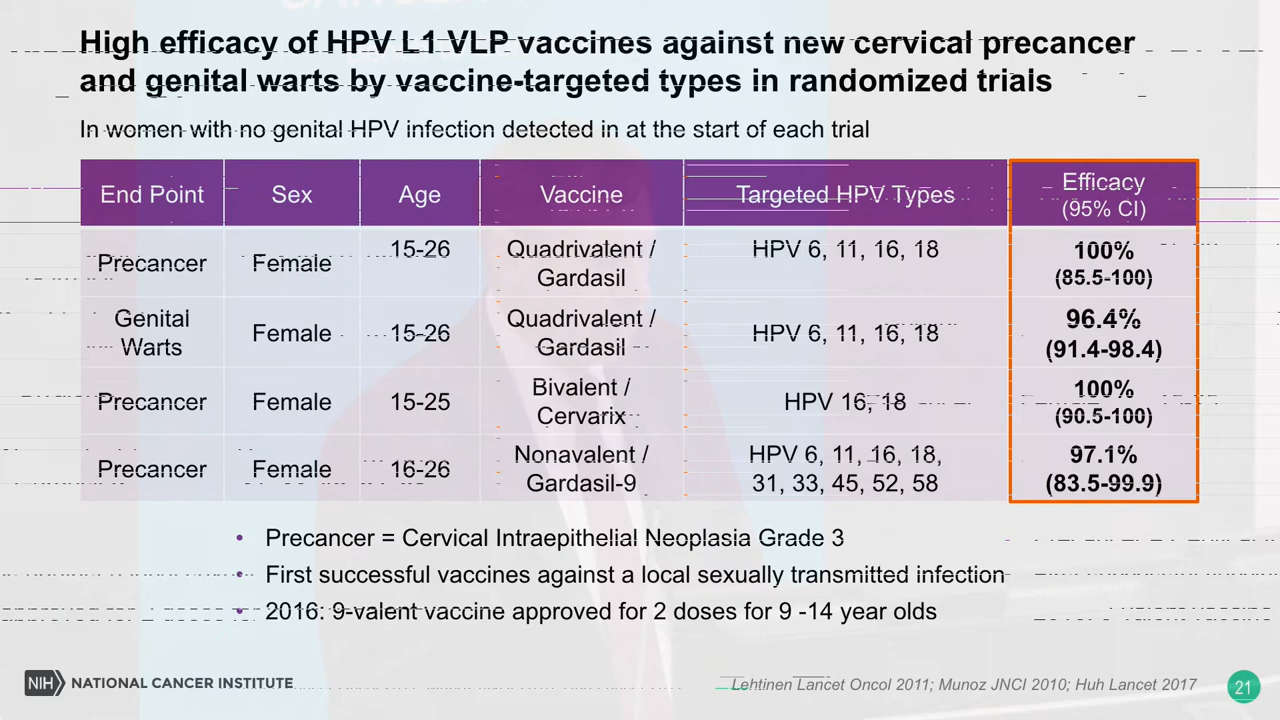 High efficacy of HPV L1 VLP vaccines against new cervical precancer
and genital warts by vaccine-targeted types in randomized trials
In women with no genital HPV infection detected in at the start of each trial
End Point Sex Age Vaccine Targeted HPV Types Efficacy
(95% CI)
Precancer Female 15-26 Quadrivalent / HPV 6, 11, 16, 18 100%
Gardasil (85.5-100)
Genital Female 15-26 Quadrivalent / HPV 6, 11, 16, 18 96.4%
Warts Gardasil (91.4-98.4)
Precancer Female 15-25 Bivalent / HPV 16, 18 100%
Cervarix (90.5-100)
Precancer Female 16-26 Nonavalent / HPV 6, 11, 16, 18, 97.1%
Gardasil-9 31, 33, 45, 52, 58 (83.5-99.9)
• Precancer = Cervical Intraepithelial Neoplasia Grade 3
• First successful vaccines against a local sexually transmitted infection
• 2016: 9-valent vaccine approved for 2 doses for 9 -14 year olds
NIH NATIONAL CANCER INSTITUTE
Lehtinen Lancet Oncol 2011; Munoz JNCI 2010; Huh Lancet 2017
21